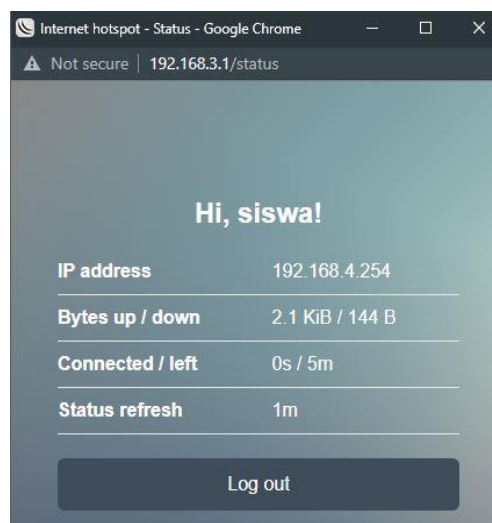 Internet hotspot - Status - Google Chrome
Not secure | 192.168.3.1/status
Hi, siswa!
IP address 192.168.4.254
Bytes up / down 2.1 KiB / 144 B
Connected / left 0s / 5m
Status refresh 1m
Log out